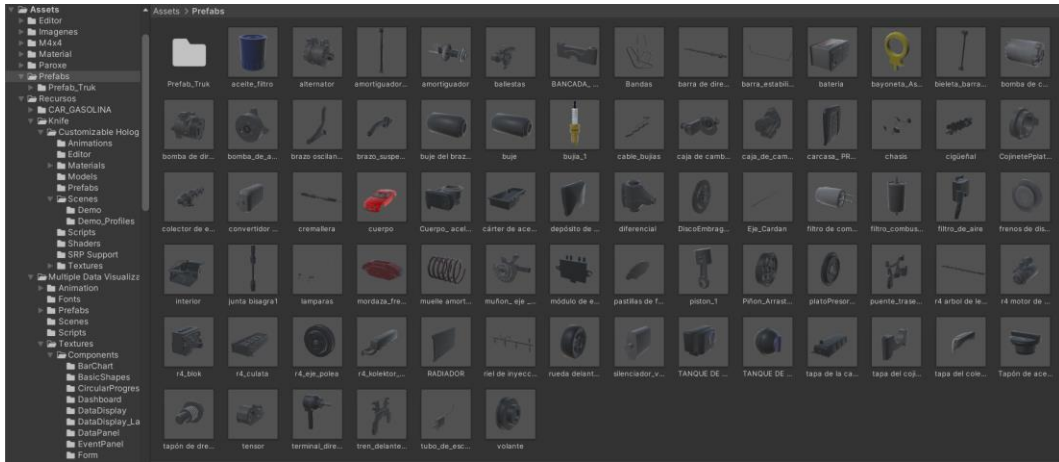 Assets
Editor
Imagenes
M4x4
Material
Paroxe
Prefabs
Prefab_Truk
Recursos
CAR_GASOLINA
Knife
Customizable Holog
Animations
Editor
Materials
Models
Prefabs
Scenes
Demo
Demo_Profiles
Scripts
Shaders
SRP Support
Textures
Multiple Data Visualiza
Animation
Fonts
Prefabs
Scenes
Scripts
Textures
Components
BarChart
BasicShapes
CircularProgres
Dashboard
DataDisplay
DataDisplay_La
DataPanel
EventPanel
Form
Assets > Prefabs
Prefab_Truk aceite_filtro alternator amortiguador... amortiguador ballestas BANCADA_ ... Bandas barra de dire... barra_estabili... bateria bayoneta_As... bieleta_barra... bomba de c...
bomba de dir... bomba_de_a... brazo oscilan... brazo_suspe... buje del braz... buje bujia_1 cable_bujias caja de camb... caja_de_cam... carcasa_ PR... chasis cigüeñal CojinetePplat...
colector de e... convertidor ... cremallera cuerpo Cuerpo_ acel... cárter de ace... depósito de ... diferencial DiscoEmbrag... Eje_Cardan filtro de com... filtro_combus... filtro_de_aire frenos de dis...
interior junta bisagra1 lamparas mordaza_fre... muelle amort... muñon_ eje _... módulo de e... pastillas de f... piston_1 Piñon_Arrast... platoPresor... puente_trase... r4 arbol de le... r4 motor de ...
r4_blok r4_culata r4_eje_polea r4_kolektor_... RADIADOR riel de inyecc... rueda delant... silenciador_v... TANQUE DE ... TANQUE DE ... tapa de la ca... tapa del coji... tapa del cole... Tapón de ace...
tapón de dre... tensor terminal_dire... tren_delante... tubo_de_esc... volante